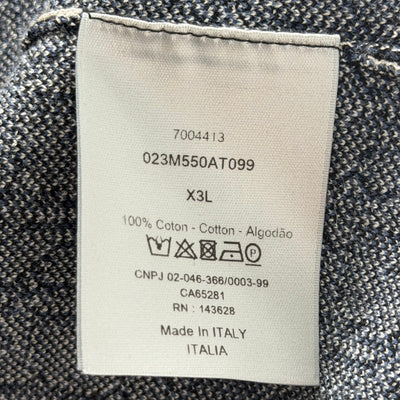 7004413
023M550AT099
X3L
100% Coton - Cotton - Algodão
CNPJ 02-046-366/0003-99
CA65281
RN : 143628
Made In ITALY
ITALIA